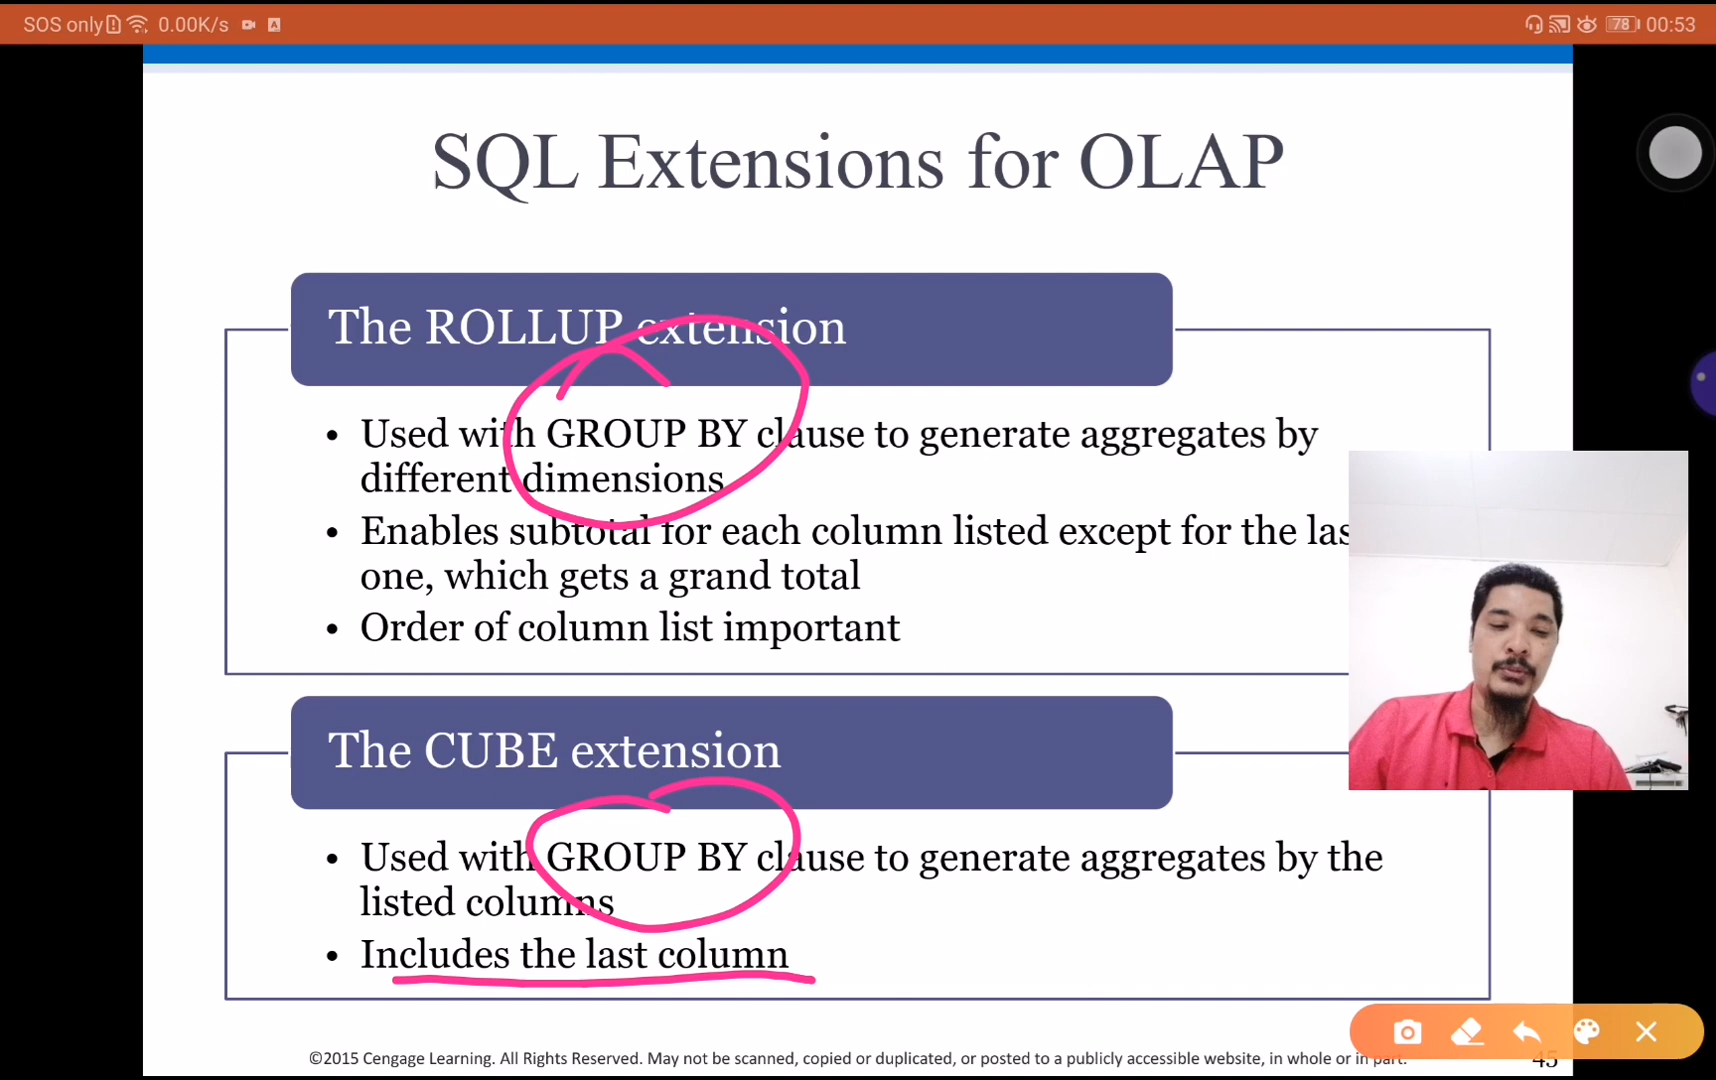 SOS only 0.00K/s A 78 00:53
SQL Extensions for OLAP
The ROLLUP extension
• Used with GROUP BY clause to generate aggregates by
different dimensions
• Enables subtotal for each column listed except for the las
one, which gets a grand total
• Order of column list important
The CUBE extension
• Used with GROUP BY clause to generate aggregates by the
listed columns
• Includes the last column
©2015 Cengage Learning. All Rights Reserved. May not be scanned, copied or duplicated, or posted to a publicly accessible website, in whole or in part.
45